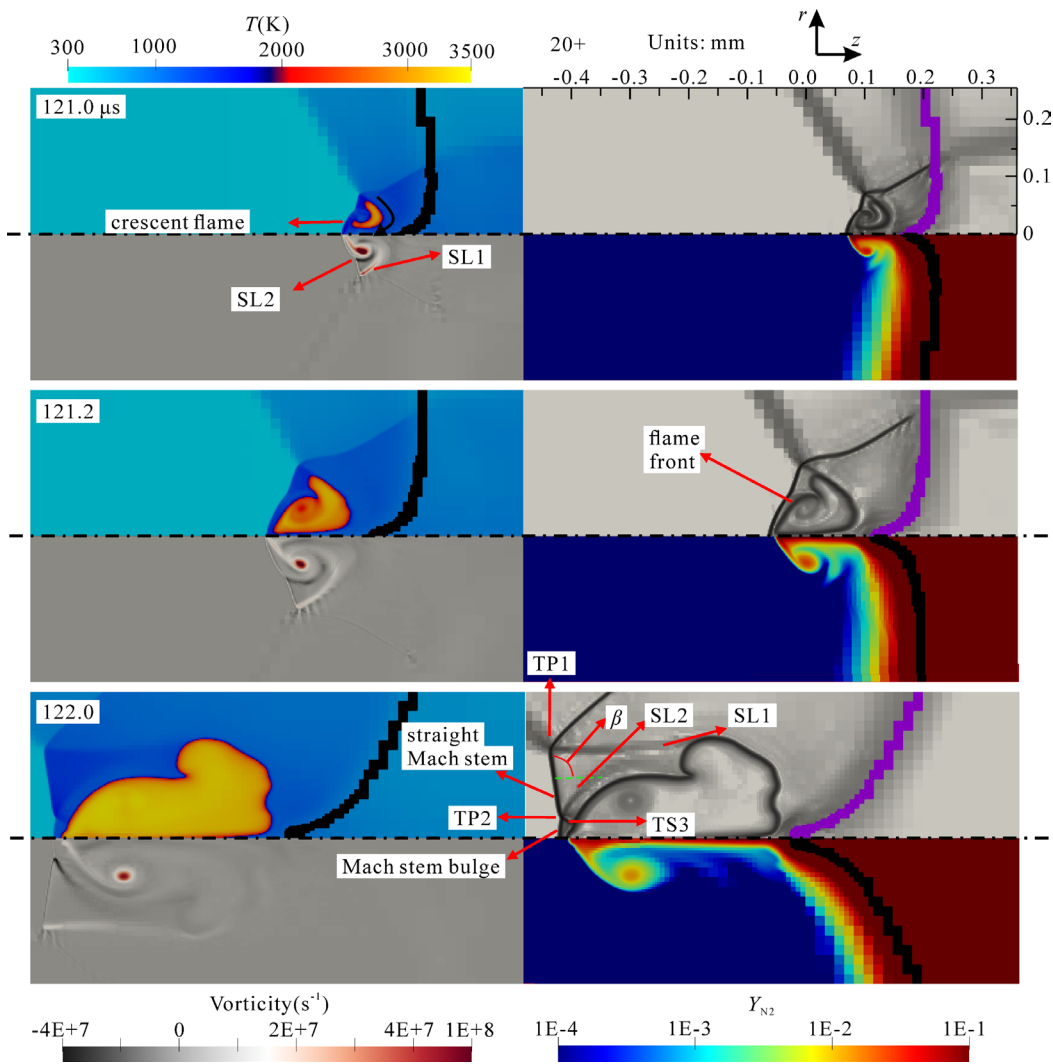 T(K)
300 1000 2000 3000 3500
20+ Units: mm r z
-0.4 -0.3 -0.2 -0.1 0.0 0.1 0.2 0.3
121.0 μs
0.2
0.1
0
crescent flame
SL1
SL2
121.2
flame
front
TP1
122.0
β SL2 SL1
straight
Mach stem
TP2
TS3
Mach stem bulge
Vorticity(s⁻¹)
-4E+7 0 2E+7 4E+7 1E+8
Y_N2
1E-4 1E-3 1E-2 1E-1